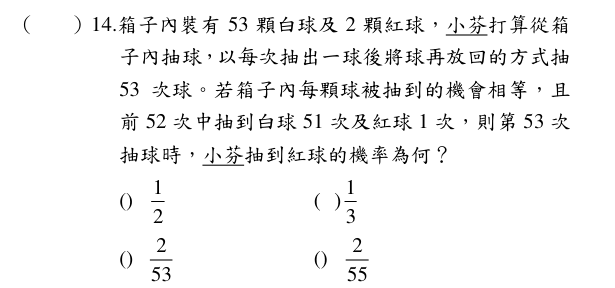 （　　）14.箱子內裝有 53 顆白球及 2 顆紅球，小芬打算從箱
子內抽球，以每次抽出一球後將球再放回的方式抽
53 次球。若箱子內每顆球被抽到的機會相等，且
前 52 次中抽到白球 51 次及紅球 1 次，則第 53 次
抽球時，小芬抽到紅球的機率為何？
() 1/2　( ) 1/3
() 2/53　() 2/55